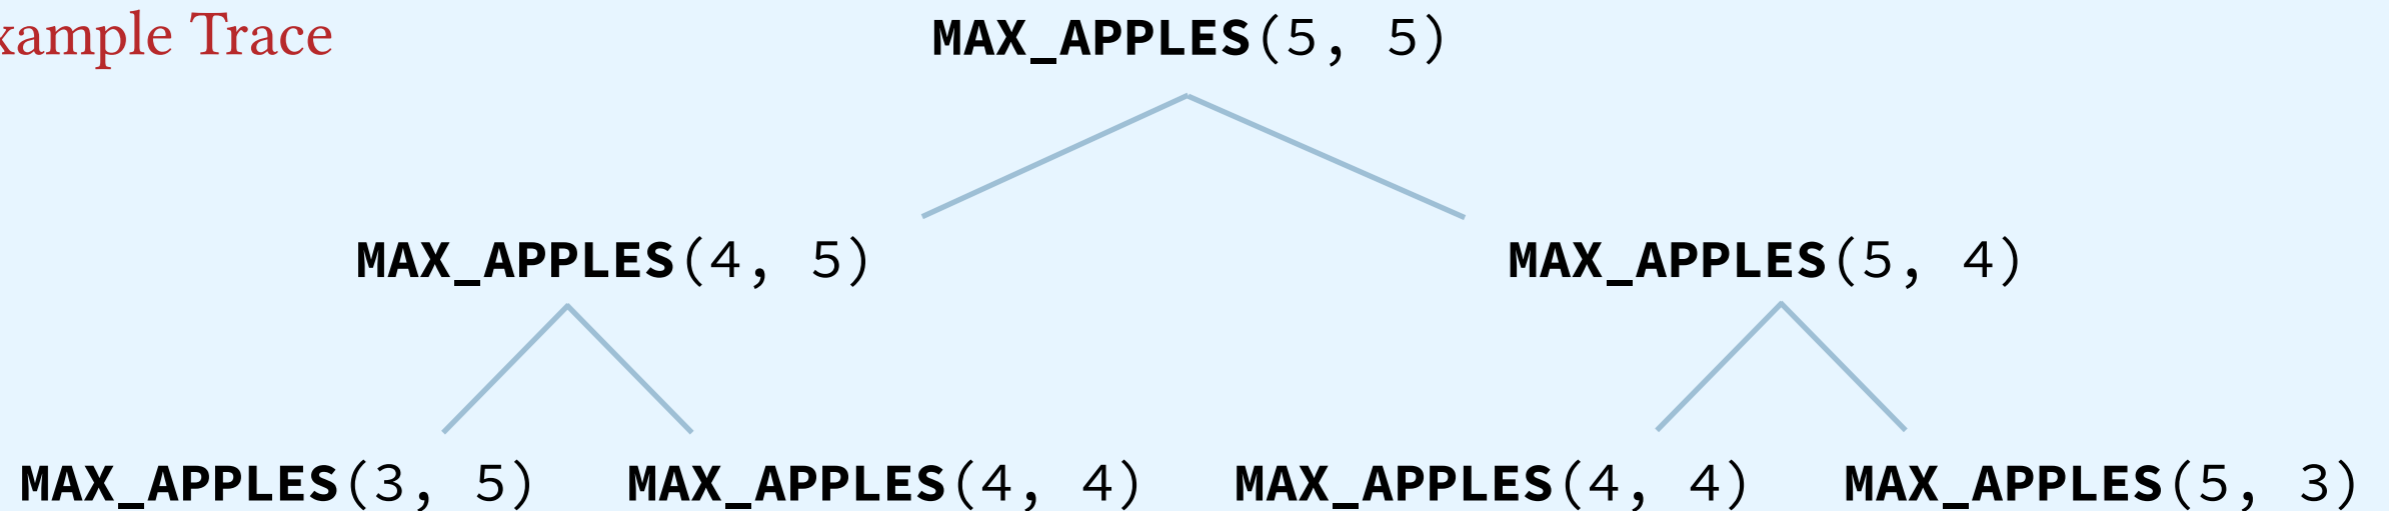 xample Trace
MAX_APPLES(5, 5)
MAX_APPLES(4, 5) MAX_APPLES(5, 4)
MAX_APPLES(3, 5) MAX_APPLES(4, 4) MAX_APPLES(4, 4) MAX_APPLES(5, 3)